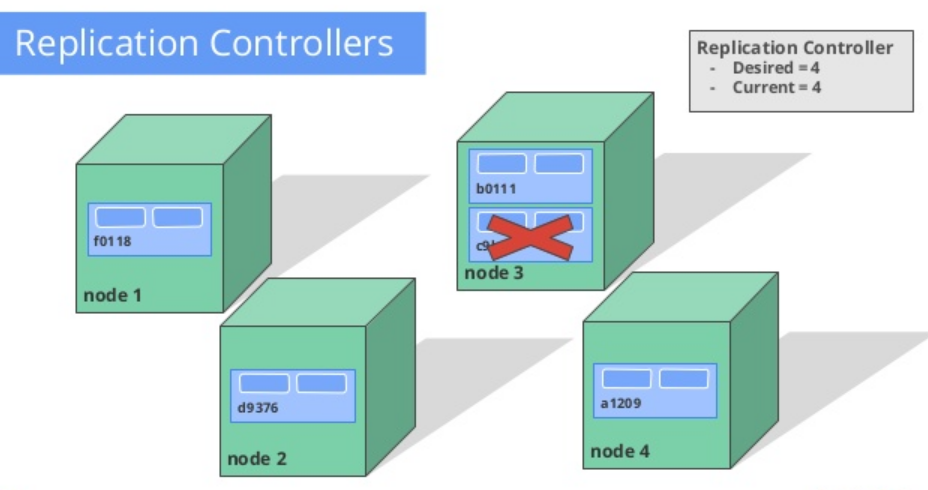 Replication Controllers
Replication Controller
- Desired = 4
- Current = 4
f0118
node 1
b0111
node 3
d9376
node 2
a1209
node 4